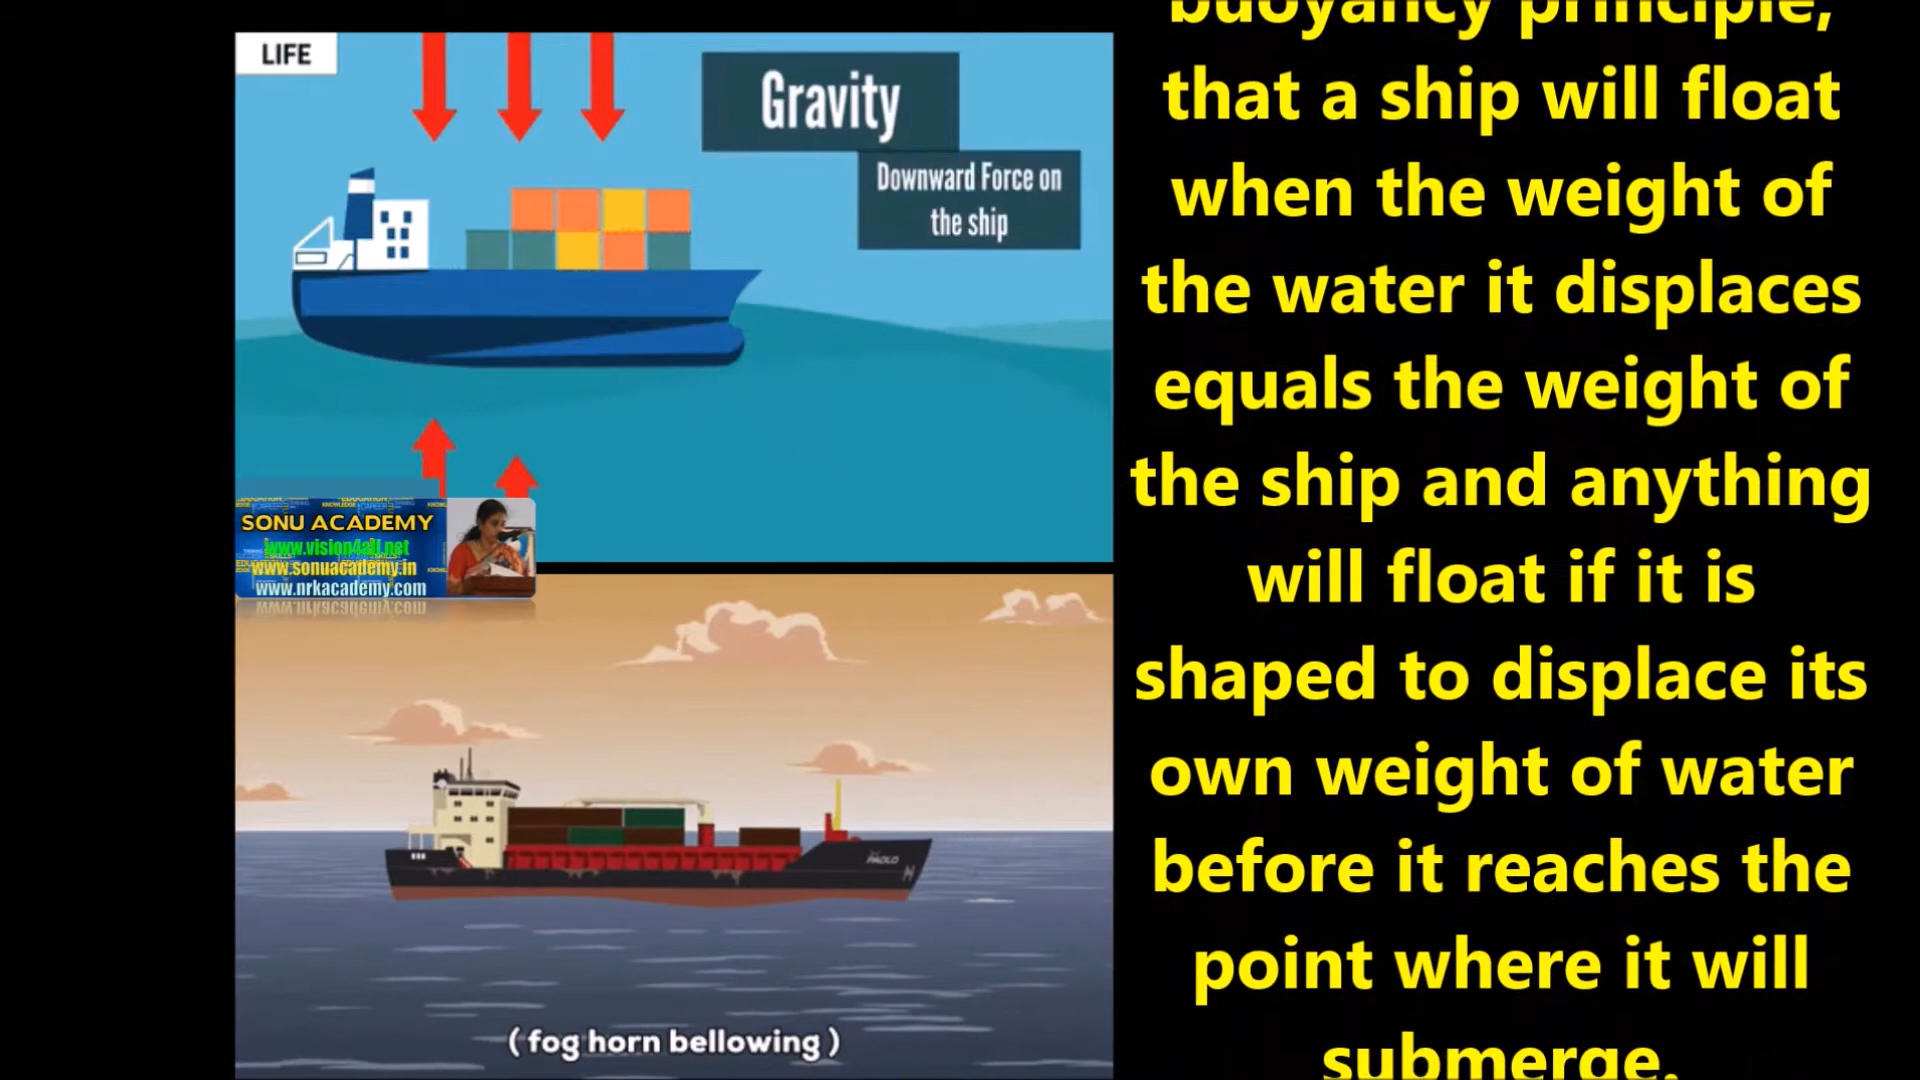 LIFE
Gravity
Downward Force on
the ship
SONU ACADEMY
www.vision4all.net
www.sonuacademy.in
www.nrkacademy.com
PAOLO
( fog horn bellowing )
buoyancy principle,
that a ship will float
when the weight of
the water it displaces
equals the weight of
the ship and anything
will float if it is
shaped to displace its
own weight of water
before it reaches the
point where it will
submerge.